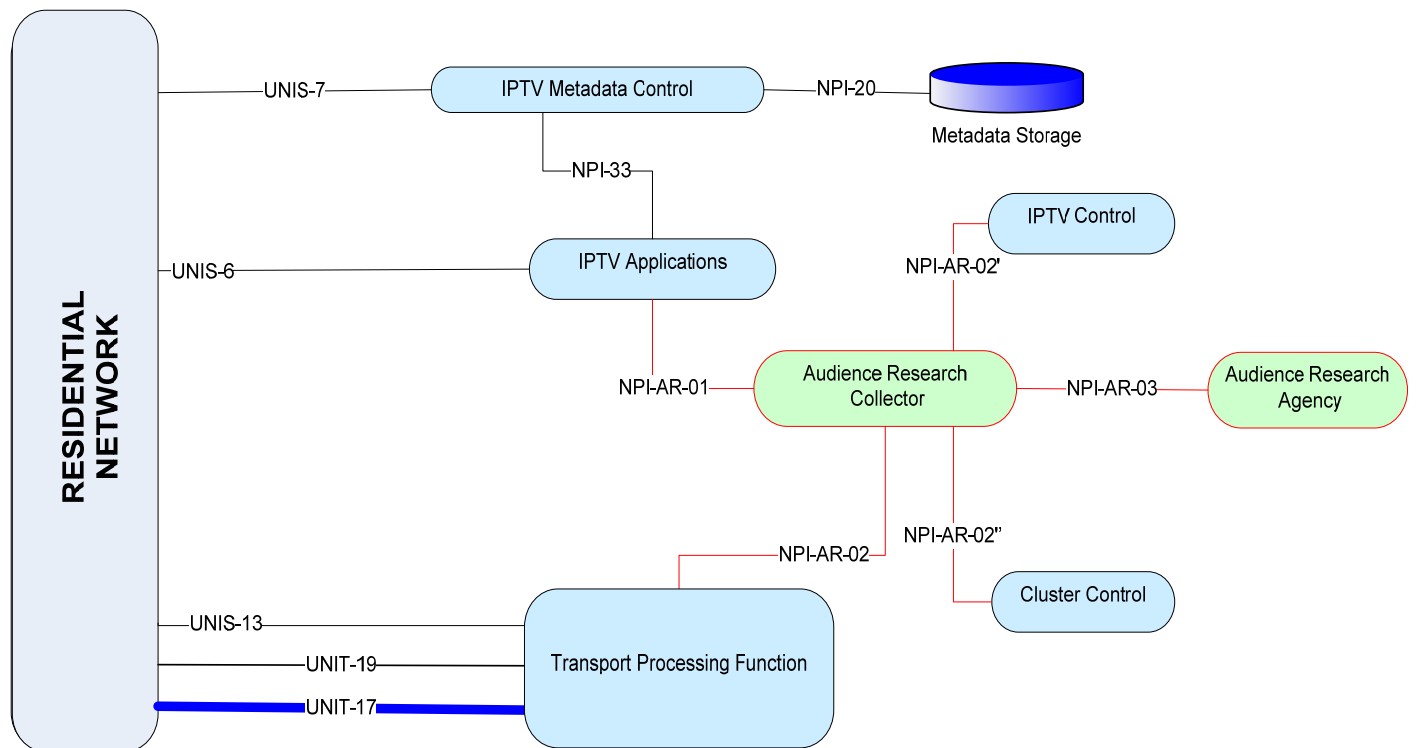 UNIS-7
IPTV Metadata Control
NPI-20
Metadata Storage
NPI-33
IPTV Control
UNIS-6
IPTV Applications
NPI-AR-02'
RESIDENTIAL
NETWORK
NPI-AR-01
Audience Research
Collector
NPI-AR-03
Audience Research
Agency
NPI-AR-02
NPI-AR-02''
Cluster Control
UNIS-13
UNIT-19
Transport Processing Function
UNIT-17